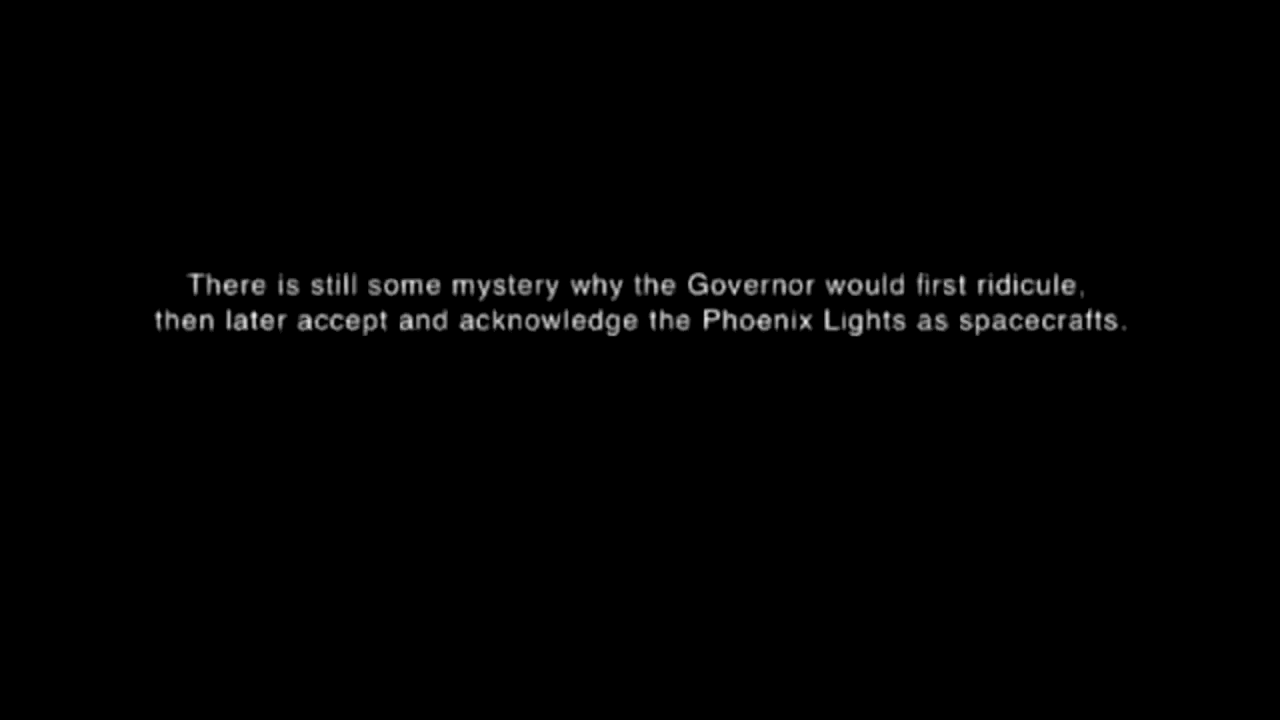 There is still some mystery why the Governor would first ridicule,
then later accept and acknowledge the Phoenix Lights as spacecrafts.